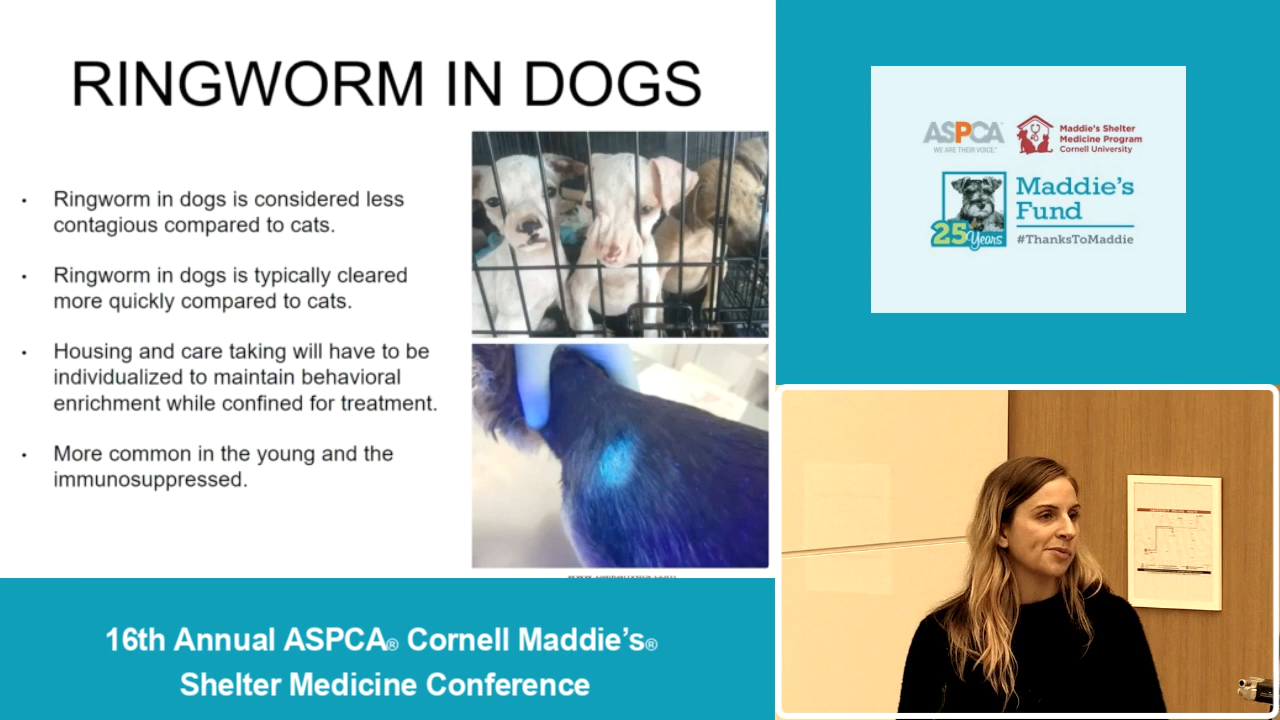 RINGWORM IN DOGS
Ringworm in dogs is considered less
contagious compared to cats.
Ringworm in dogs is typically cleared
more quickly compared to cats.
Housing and care taking will have to be
individualized to maintain behavioral
enrichment while confined for treatment.
More common in the young and the
immunosuppressed.
16th Annual ASPCA® Cornell Maddie's®
Shelter Medicine Conference
ASPCA
WE ARE THEIR VOICE.
Maddie's Shelter
Medicine Program
Cornell University
Maddie's
Fund
25 Years
#ThanksToMaddie